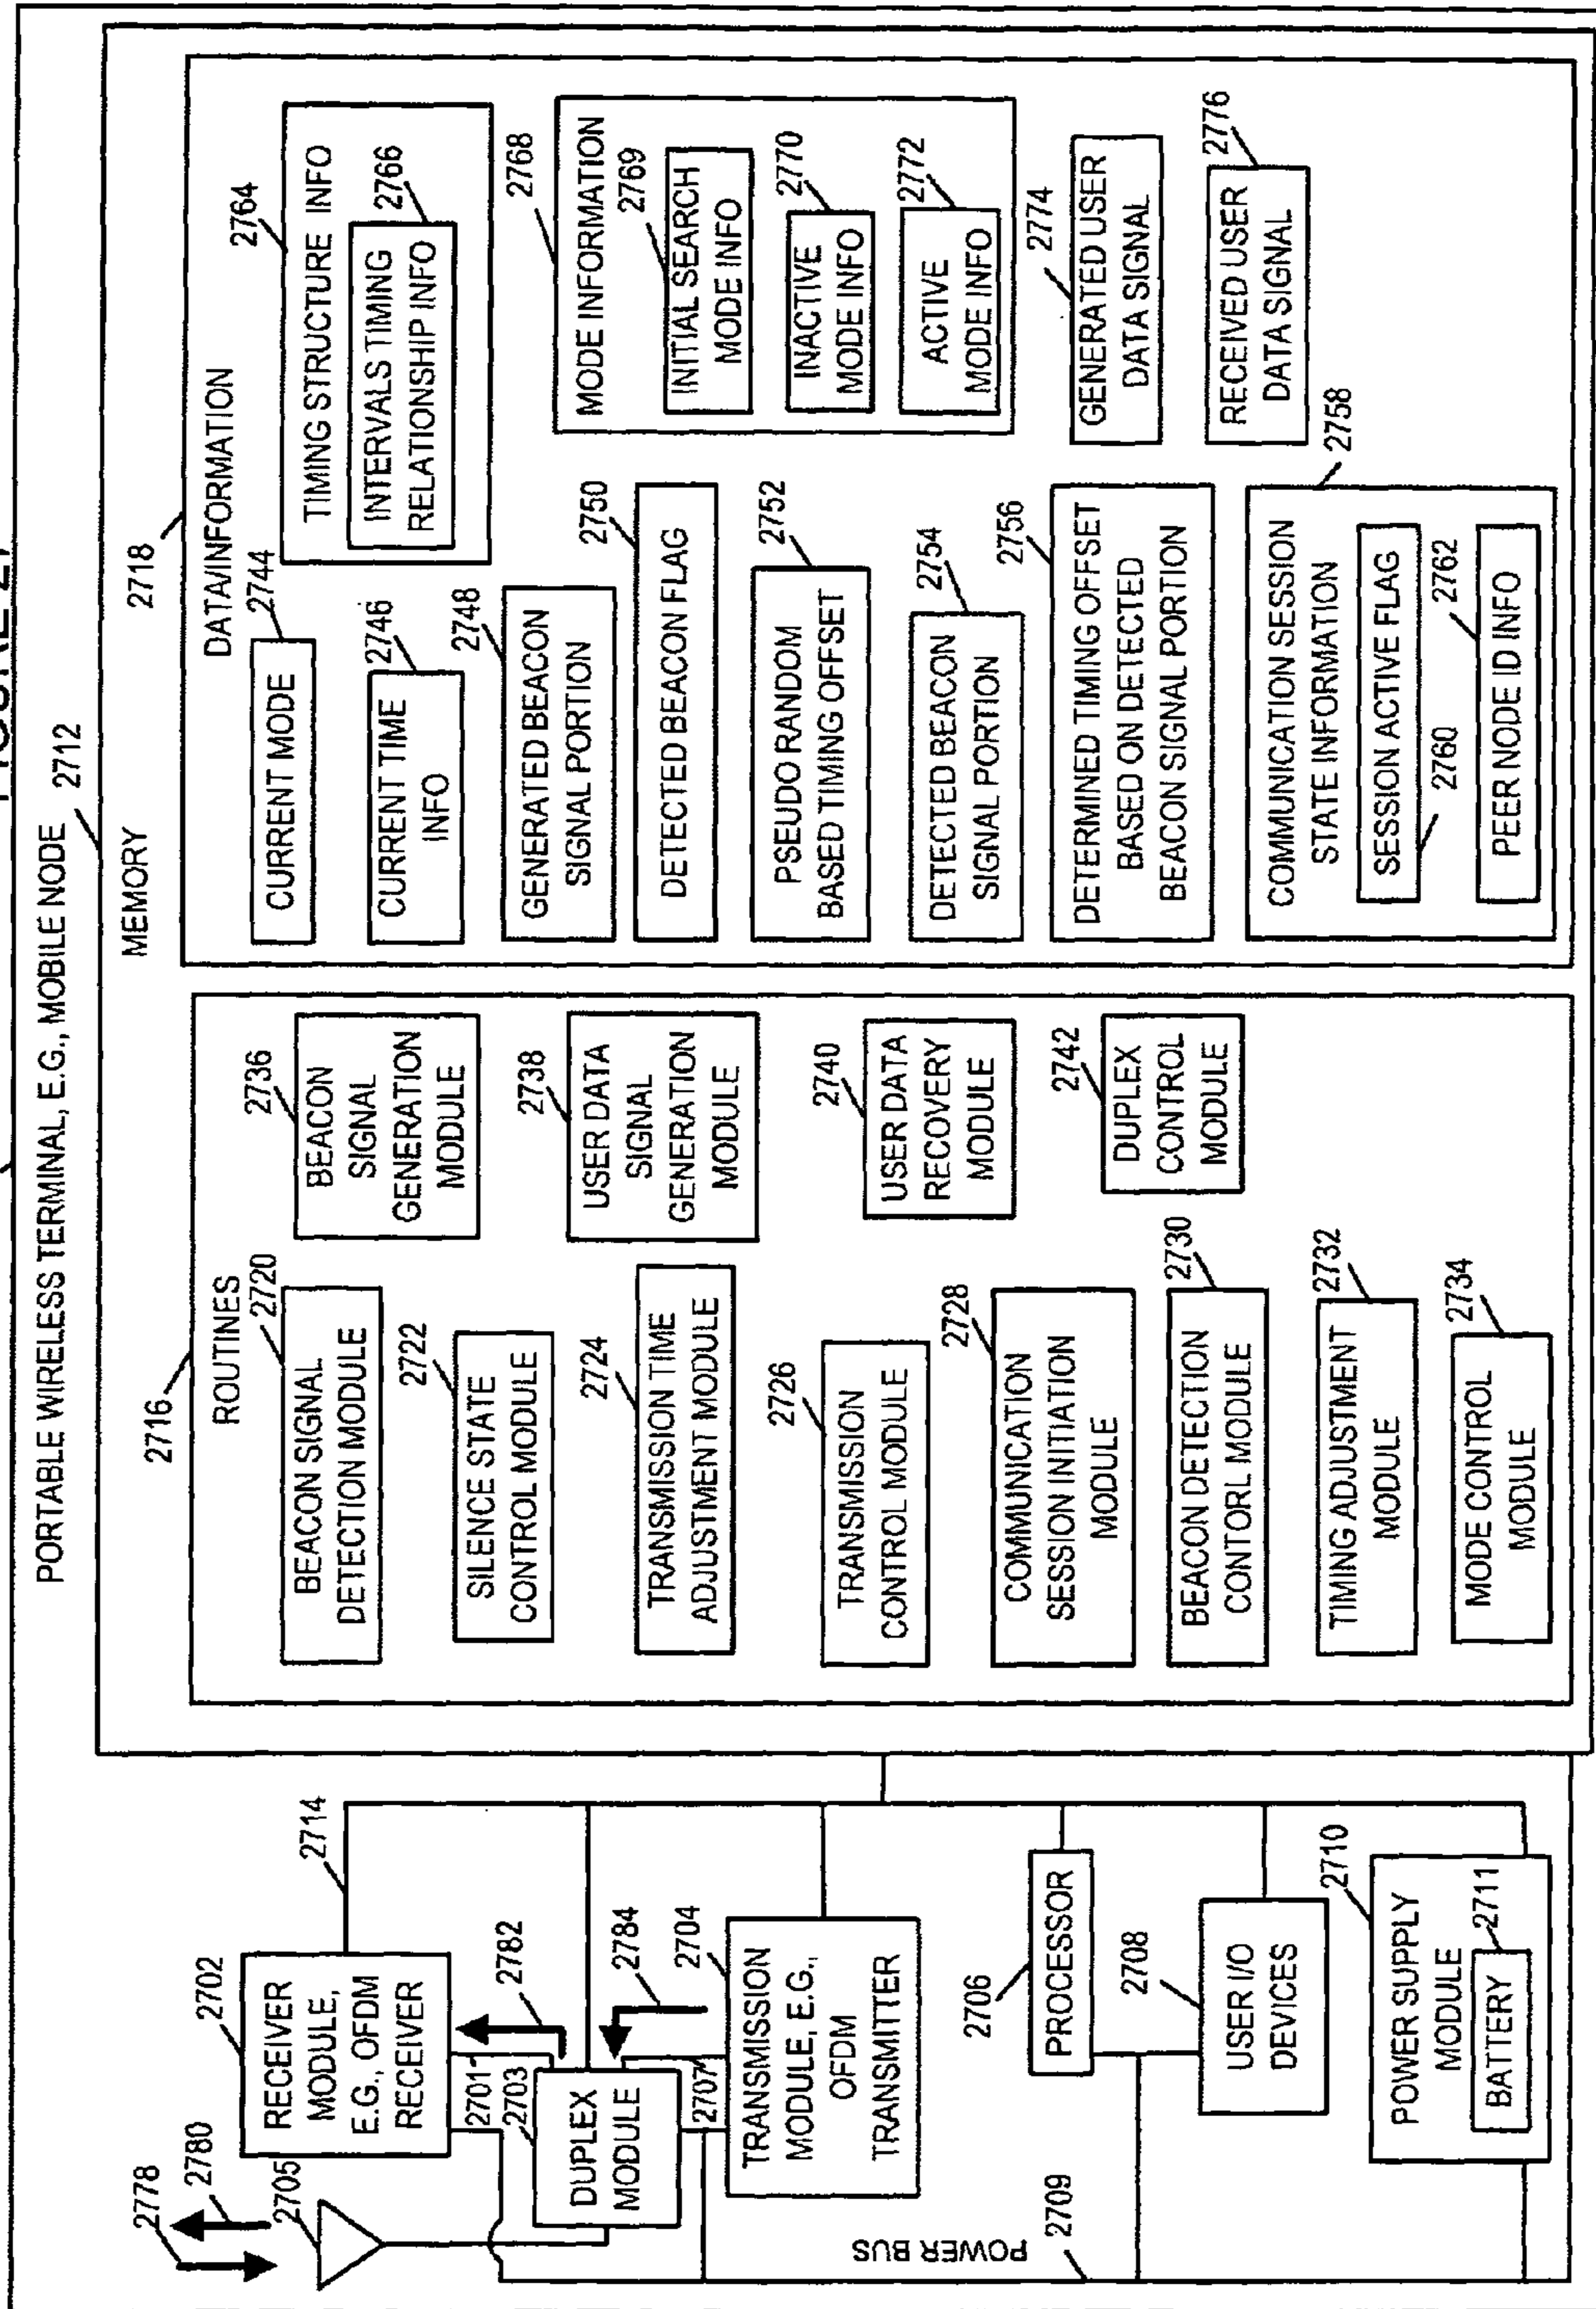 PORTABLE WIRELESS TERMINAL, E.G., MOBILE NODE
2712
MEMORY
2778
2780
2705
2702
RECEIVER
MODULE,
E.G., OFDM
RECEIVER
2714
2701
2703
DUPLEX
MODULE
2782
2784
2707
2704
TRANSMISSION
MODULE, E.G.,
OFDM
TRANSMITTER
POWER BUS
2709
2706
PROCESSOR
2708
USER I/O
DEVICES
2710
POWER SUPPLY
MODULE
2711
BATTERY
2716
ROUTINES
2720
BEACON SIGNAL
DETECTION MODULE
2722
SILENCE STATE
CONTROL MODULE
2724
TRANSMISSION TIME
ADJUSTMENT MODULE
2726
TRANSMISSION
CONTROL MODULE
2728
COMMUNICATION
SESSION INITIATION
MODULE
2730
BEACON DETECTION
CONTORL MODULE
2732
TIMING ADJUSTMENT
MODULE
2734
MODE CONTROL
MODULE
2736
BEACON
SIGNAL
GENERATION
MODULE
2738
USER DATA
SIGNAL
GENERATION
MODULE
2740
USER DATA
RECOVERY
MODULE
2742
DUPLEX
CONTROL
MODULE
2718
DATA/INFORMATION
2744
CURRENT MODE
2746
CURRENT TIME
INFO
2748
GENERATED BEACON
SIGNAL PORTION
2750
DETECTED BEACON FLAG
2752
PSEUDO RANDOM
BASED TIMING OFFSET
2754
DETECTED BEACON
SIGNAL PORTION
2756
DETERMINED TIMING OFFSET
BASED ON DETECTED
BEACON SIGNAL PORTION
2758
COMMUNICATION SESSION
STATE INFORMATION
SESSION ACTIVE FLAG
2760
2762
PEER NODE ID INFO
2764
TIMING STRUCTURE INFO
2766
INTERVALS TIMING
RELATIONSHIP INFO
2768
MODE INFORMATION
2769
INITIAL SEARCH
MODE INFO
2770
INACTIVE
MODE INFO
2772
ACTIVE
MODE INFO
2774
GENERATED USER
DATA SIGNAL
2776
RECEIVED USER
DATA SIGNAL